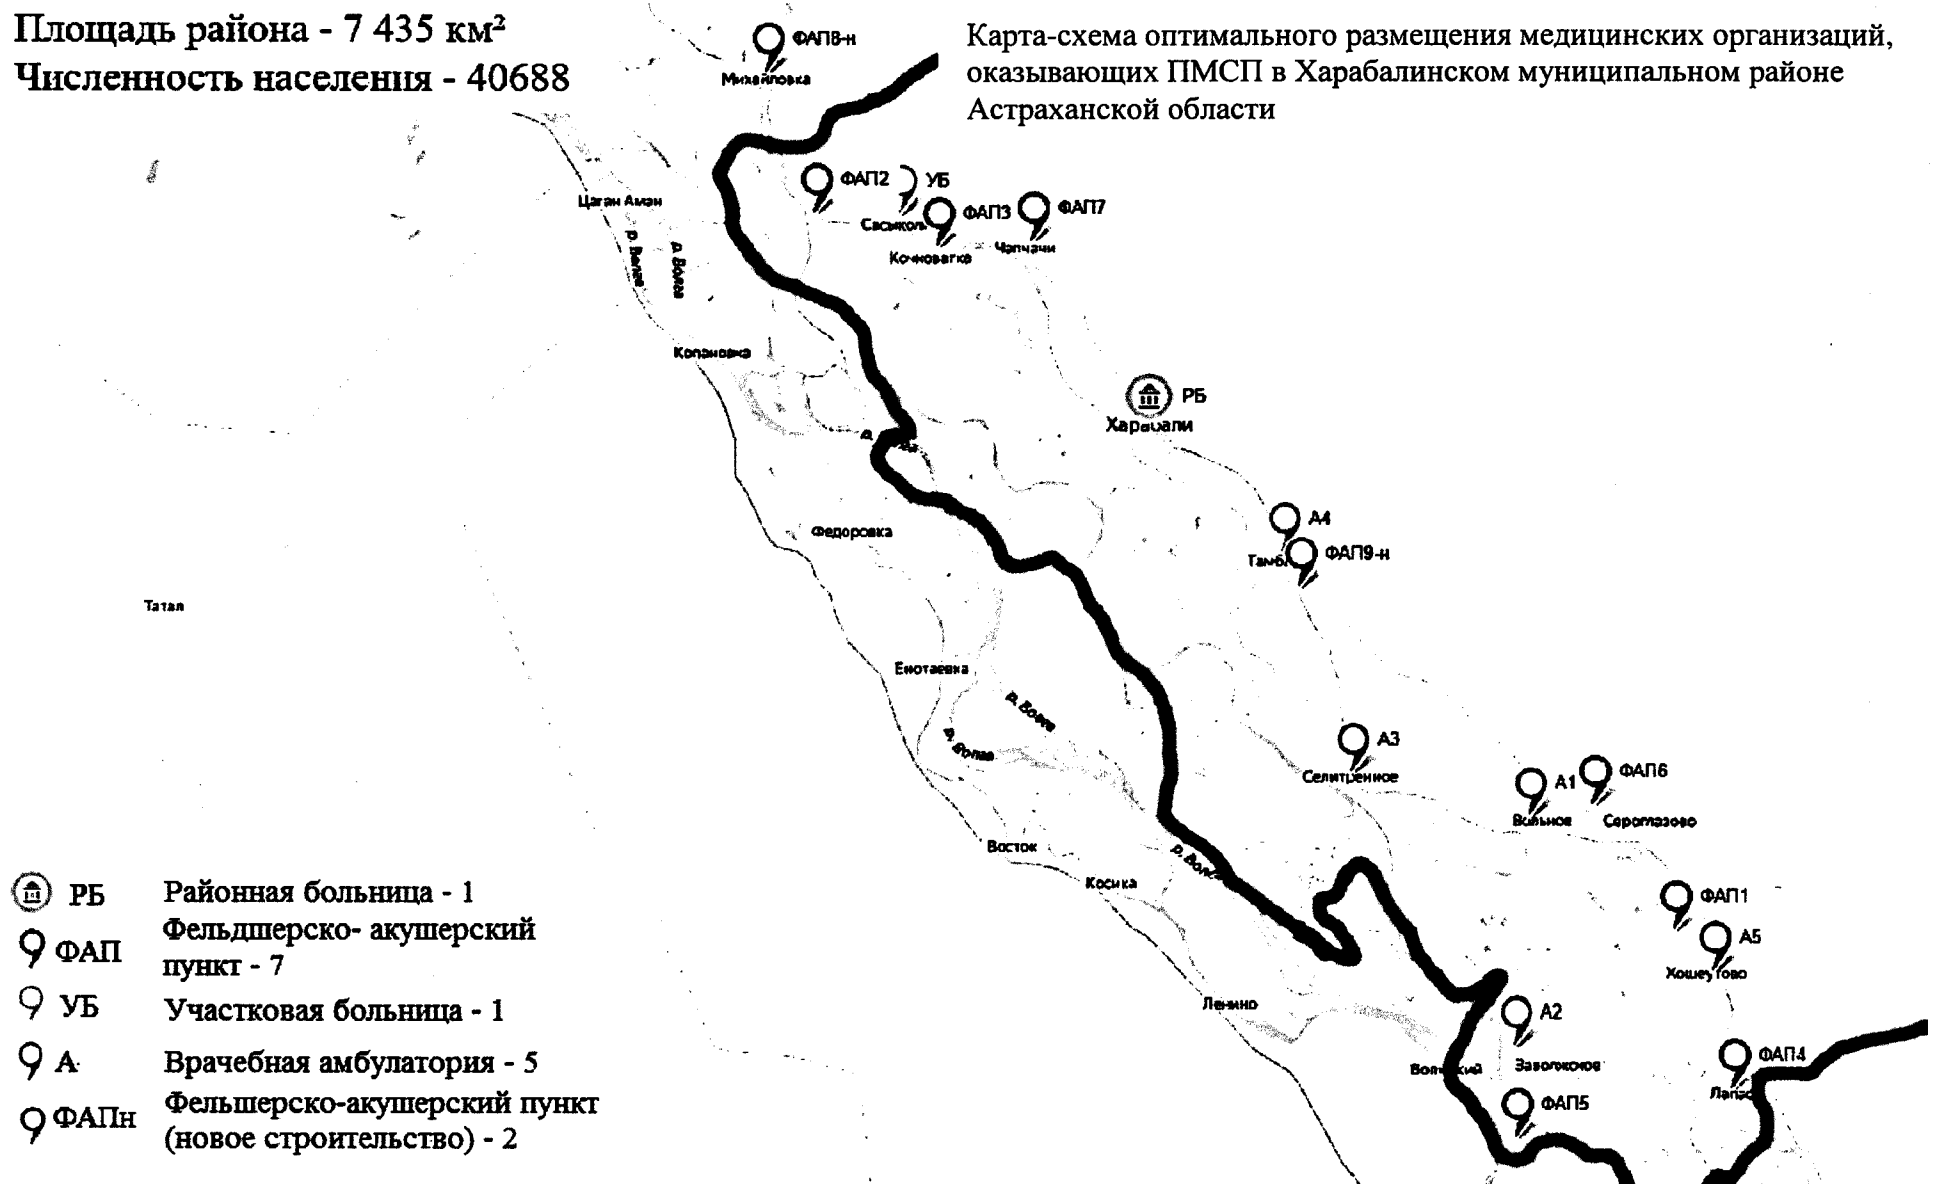 Площадь района - 7 435 км²
Численность населения - 40688
Карта-схема оптимального размещения медицинских организаций,
оказывающих ПМСП в Харабалинском муниципальном районе
Астраханской области
ФАП8-н
Михайловка
ФАП2
УБ
ФАП3
ФАП7
Цаган Аман
Сасыколь
Кочковатка
Чапчачи
р. Волга
р. Волга
Копановка
РБ
Харабали
А4
ФАП9-н
Федоровка
Татал
Енотаевка
р. Волга
р. Волга
А3
Селитренное
А1
ФАП6
Вольное
Сероглазово
Восток
р. Волга
Косика
ФАП1
А5
Хошеутово
Ленино
А2
Волжский
Заволжское
ФАП4
Лапас
ФАП5
РБ Районная больница - 1
ФАП Фельдшерско- акушерский
пункт - 7
УБ Участковая больница - 1
А Врачебная амбулатория - 5
ФАПн Фельшерско-акушерский пункт
(новое строительство) - 2